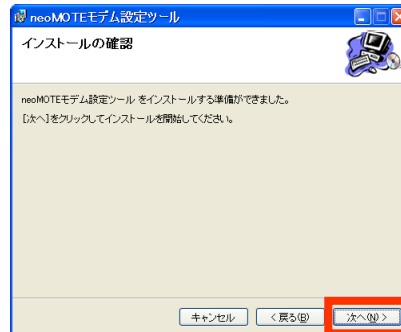 neoMOTEモデム設定ツール
インストールの確認
neoMOTEモデム設定ツール をインストールする準備ができました。
[次へ]をクリックしてインストールを開始してください。
キャンセル
< 戻る(B)
次へ(N) >